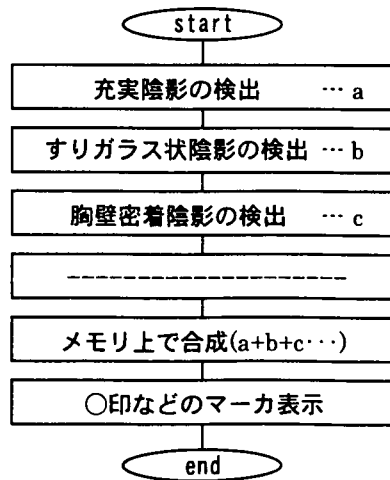 start
充実陰影の検出 … a
すりガラス状陰影の検出 … b
胸壁密着陰影の検出 … c
メモリ上で合成(a+b+c…)
○印などのマーカ表示
end